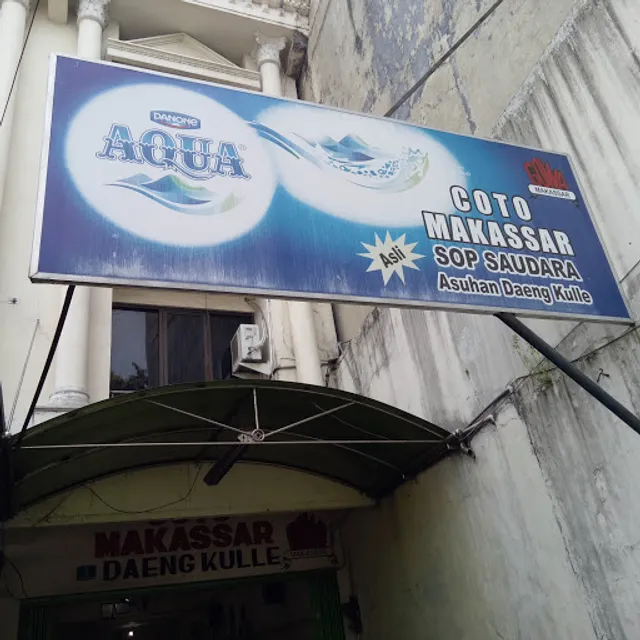 DANONE
AQUA
MAKASSAR
COTO
MAKASSAR
Asli
SOP SAUDARA
Asuhan Daeng Kulle
MAKASSAR
DAENG KULLE